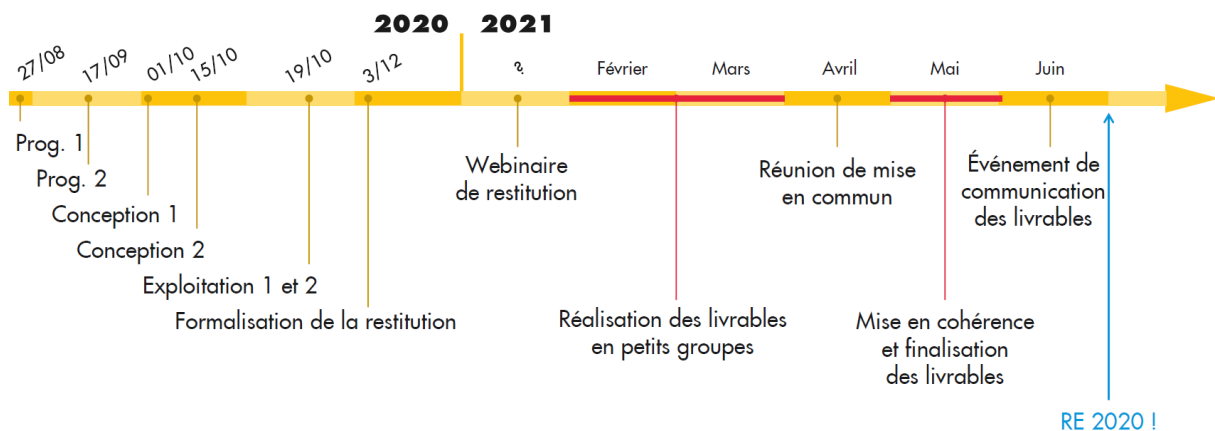 2020 2021
27/08 17/09 01/10 15/10 19/10 3/12 ? Février Mars Avril Mai Juin
Prog. 1
Prog. 2
Conception 1
Conception 2
Exploitation 1 et 2
Formalisation de la restitution
Webinaire
de restitution
Réalisation des livrables
en petits groupes
Réunion de mise
en commun
Mise en cohérence
et finalisation
des livrables
Événement de
communication
des livrables
RE 2020 !